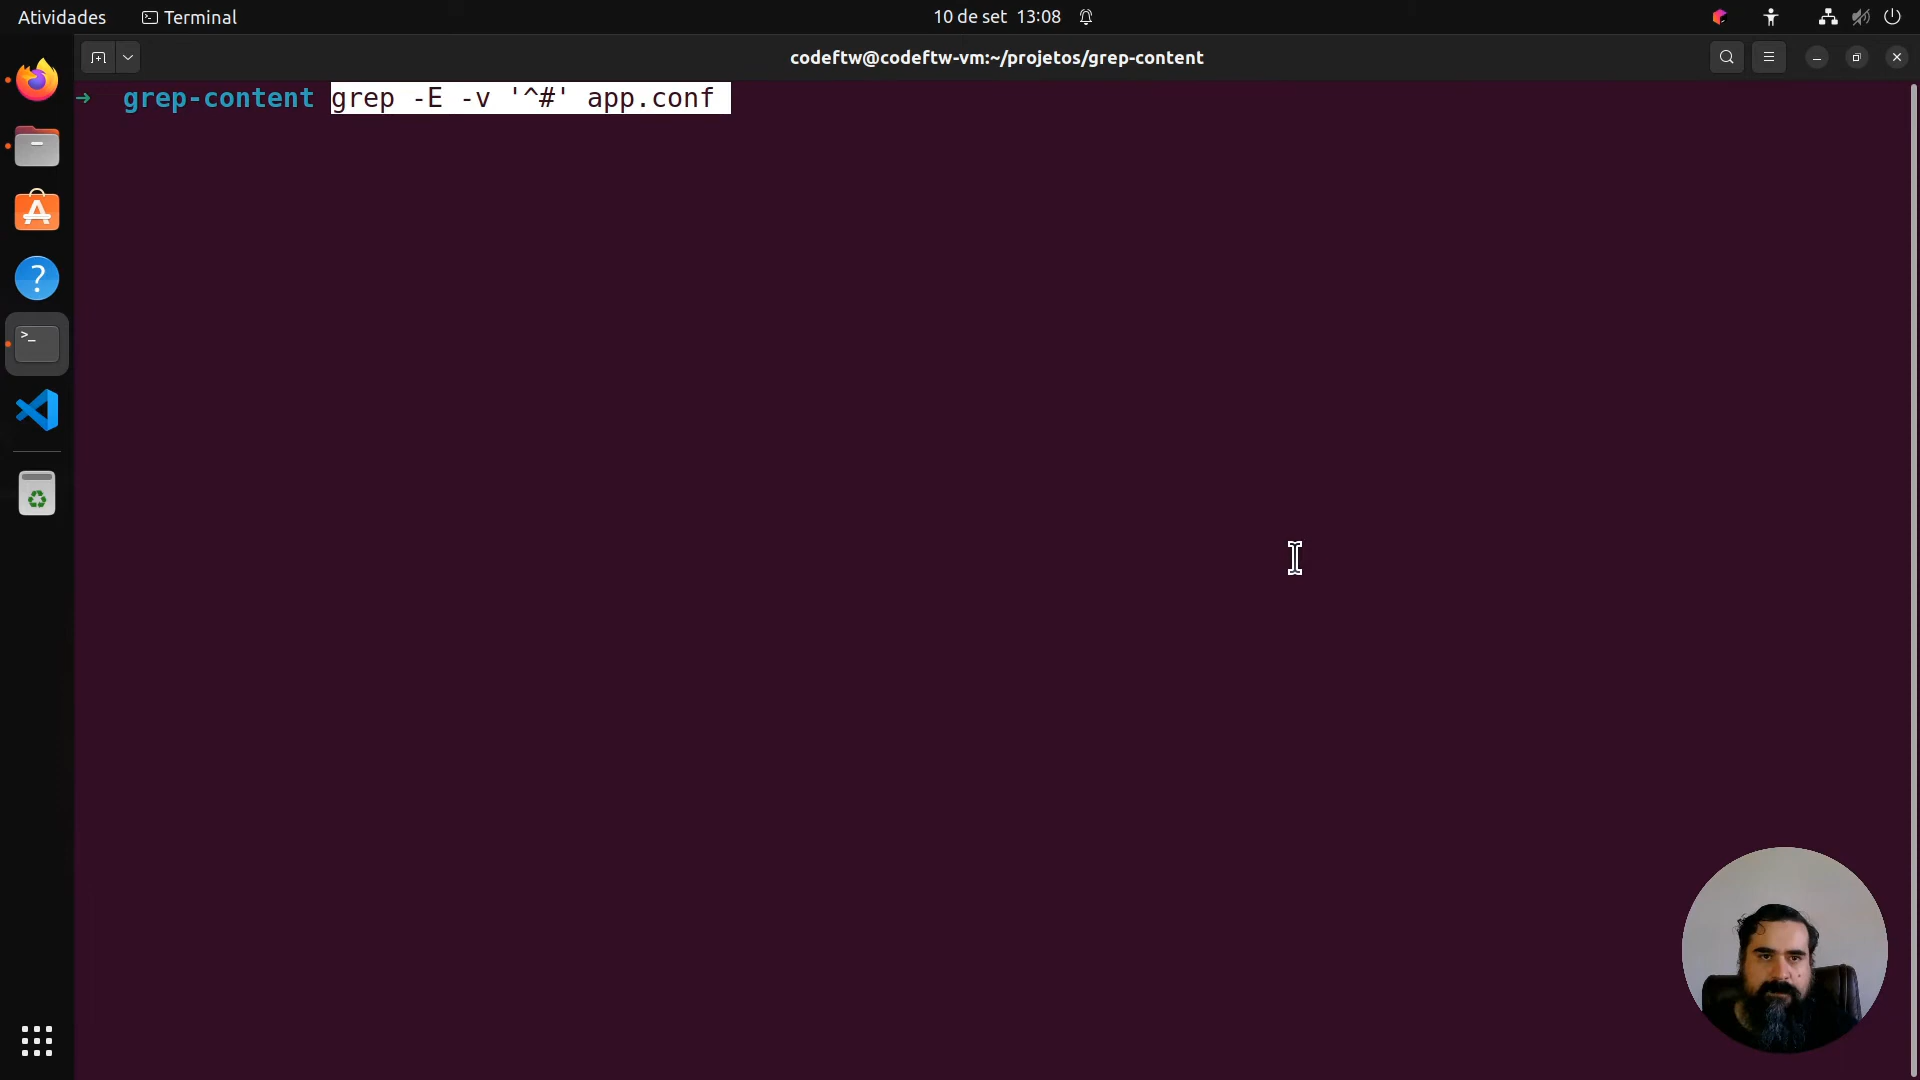 Atividades
Terminal
10 de set 13:08
codeftw@codeftw-vm:~/projetos/grep-content
➜ grep-content grep -E -v '^#' app.conf